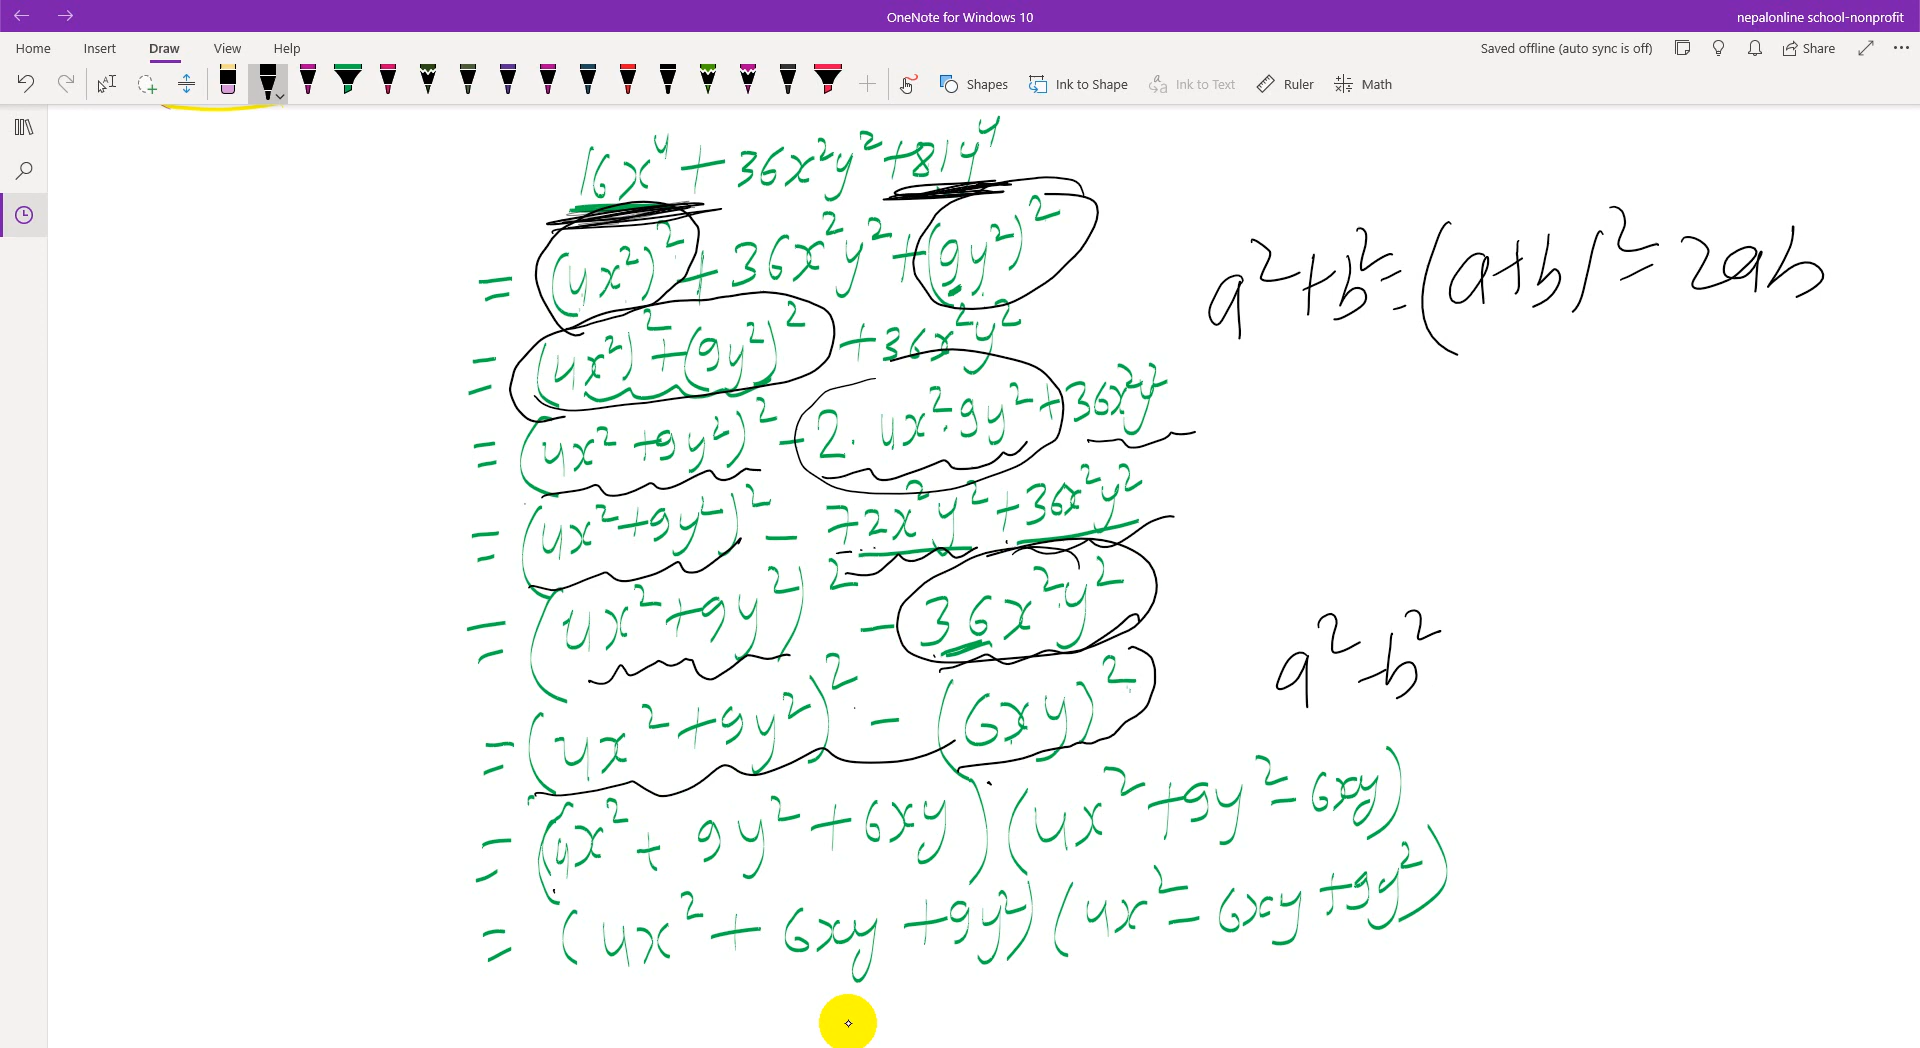 OneNote for Windows 10
nepalonline school-nonprofit
Home Insert Draw View Help
Saved offline (auto sync is off) Share
Shapes Ink to Shape Ink to Text Ruler Math
16x⁴ + 36x²y² + 81y⁴
= (4x²)² + 36x²y² + (9y²)²
a² + b² = (a+b)² - 2ab
= (4x²)² + (9y²)² + 36x²y²
= (4x² + 9y²)² - 2. 4x² . 9y² + 36x²y²
= (4x² + 9y²)² - 72x²y² + 36x²y²
= (4x² + 9y²)² - 36x²y²
a² - b²
= (4x² + 9y²)² - (6xy)²
= (4x² + 9y² + 6xy) (4x² + 9y² - 6xy)
= (4x² + 6xy + 9y²) (4x² - 6xy + 9y²)